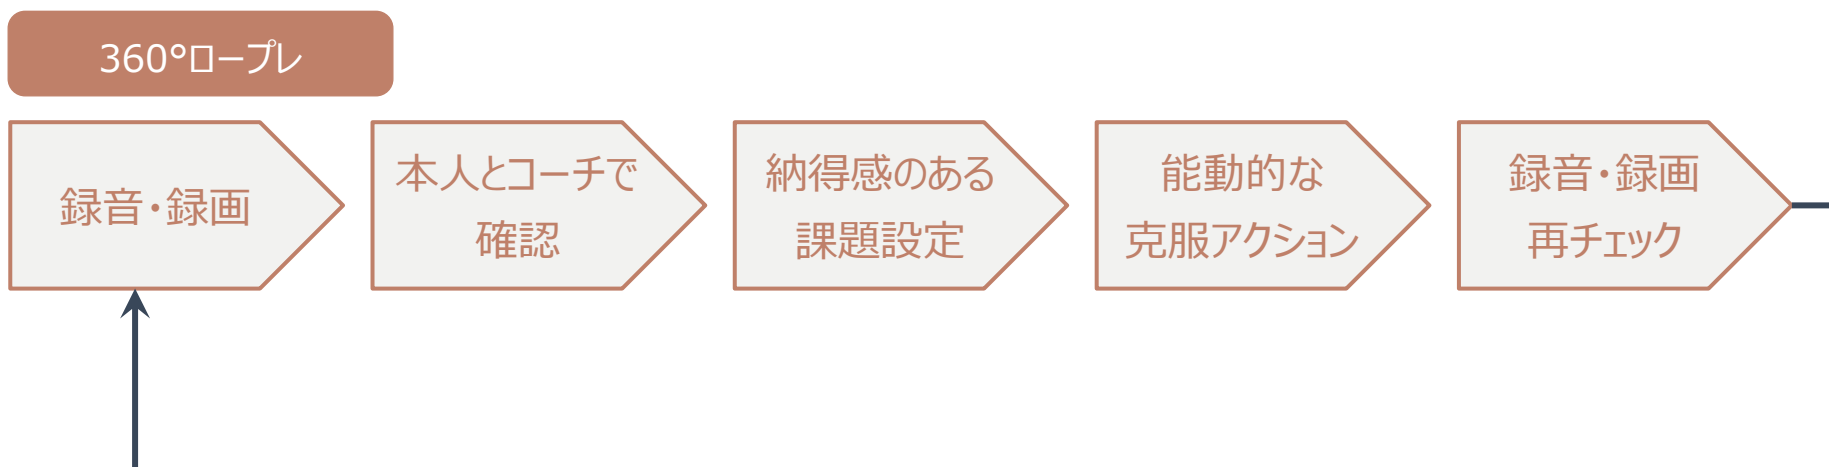 360°ロープレ
録音・録画
本人とコーチで
確認
納得感のある
課題設定
能動的な
克服アクション
録音・録画
再チェック